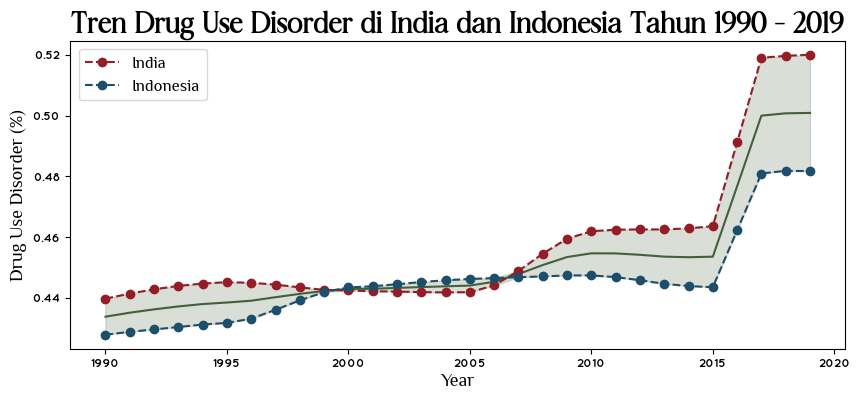 Tren Drug Use Disorder di India dan Indonesia Tahun 1990 - 2019
India
Indonesia
Drug Use Disorder (%)
0.52
0.50
0.48
0.46
0.44
1990 1995 2000 2005 2010 2015 2020
Year